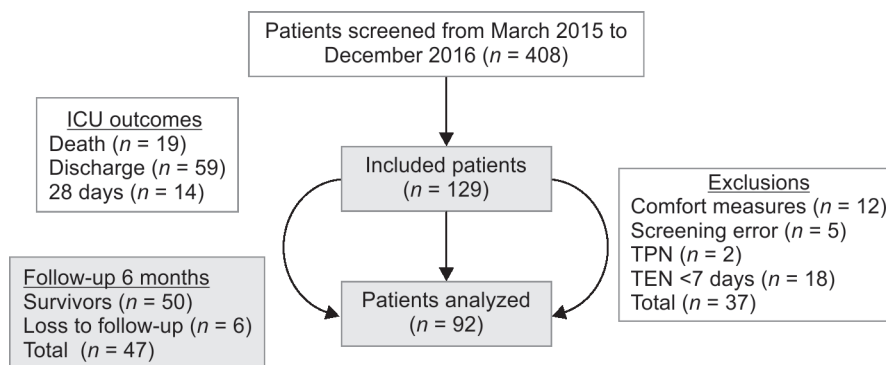 Patients screened from March 2015 to
December 2016 (n = 408)
ICU outcomes
Death (n = 19)
Discharge (n = 59)
28 days (n = 14)
Included patients
(n = 129)
Exclusions
Comfort measures (n = 12)
Screening error (n = 5)
TPN (n = 2)
TEN <7 days (n = 18)
Total (n = 37)
Follow-up 6 months
Survivors (n = 50)
Loss to follow-up (n = 6)
Total (n = 47)
Patients analyzed
(n = 92)